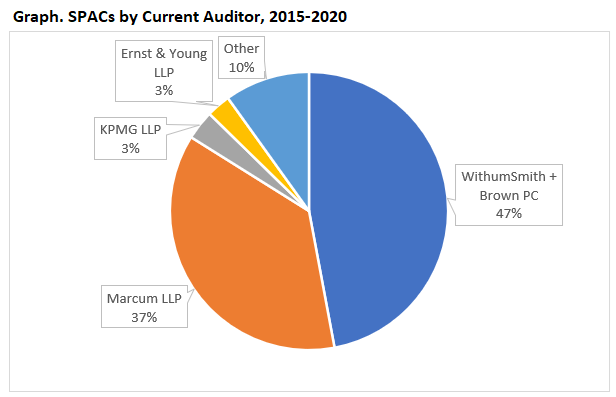 Graph. SPACs by Current Auditor, 2015-2020
Ernst & Young
LLP
3%
Other
10%
KPMG LLP
3%
WithumSmith +
Brown PC
47%
Marcum LLP
37%